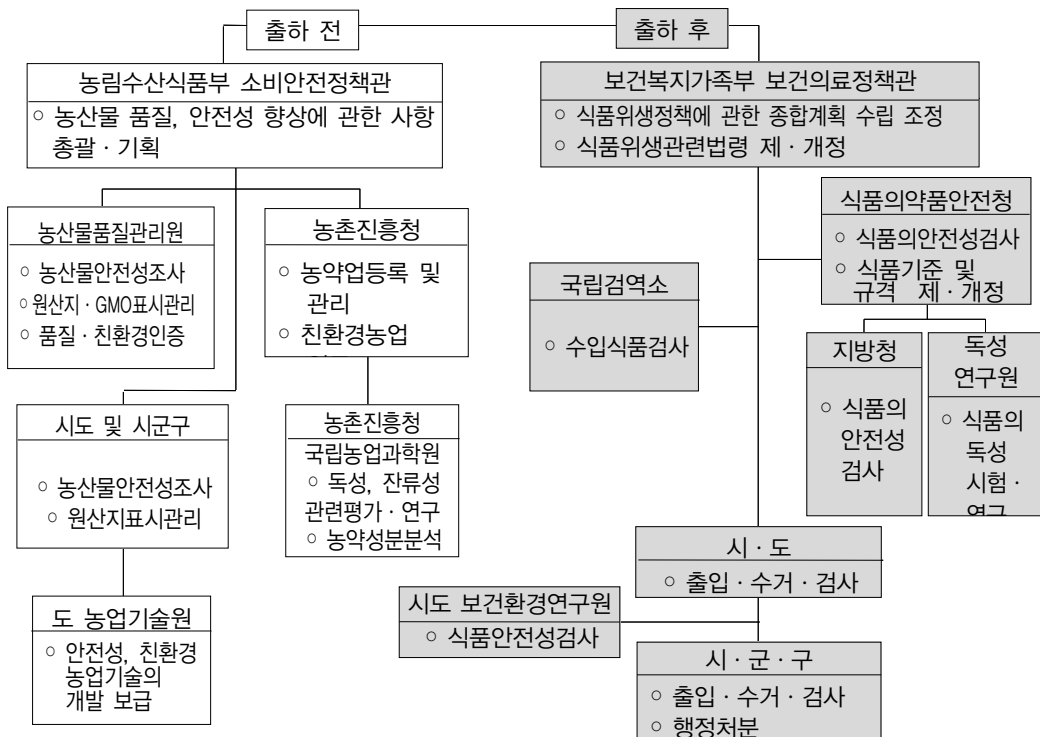 출하 전
출하 후
농림수산식품부 소비안전정책관
○ 농산물 품질, 안전성 향상에 관한 사항
총괄·기획
보건복지가족부 보건의료정책관
○ 식품위생정책에 관한 종합계획 수립 조정
○ 식품위생관련법령 제·개정
농산물품질관리원
○ 농산물안전성조사
○ 원산지·GMO표시관리
○ 품질·친환경인증
농촌진흥청
○ 농약업등록 및
관리
○ 친환경농업
식품의약품안전청
○ 식품의안전성검사
○ 식품기준 및
규격 제·개정
국립검역소
○ 수입식품검사
지방청
○ 식품의
안전성
검사
독성
연구원
○ 식품의
독성
시험·
연구
시도 및 시군구
○ 농산물안전성조사
○ 원산지표시관리
농촌진흥청
국립농업과학원
○ 독성, 잔류성
관련평가·연구
○ 농약성분분석
시·도
○ 출입·수거·검사
시도 보건환경연구원
○ 식품안전성검사
도 농업기술원
○ 안전성, 친환경
농업기술의
개발 보급
시·군·구
○ 출입·수거·검사
○ 행정처분